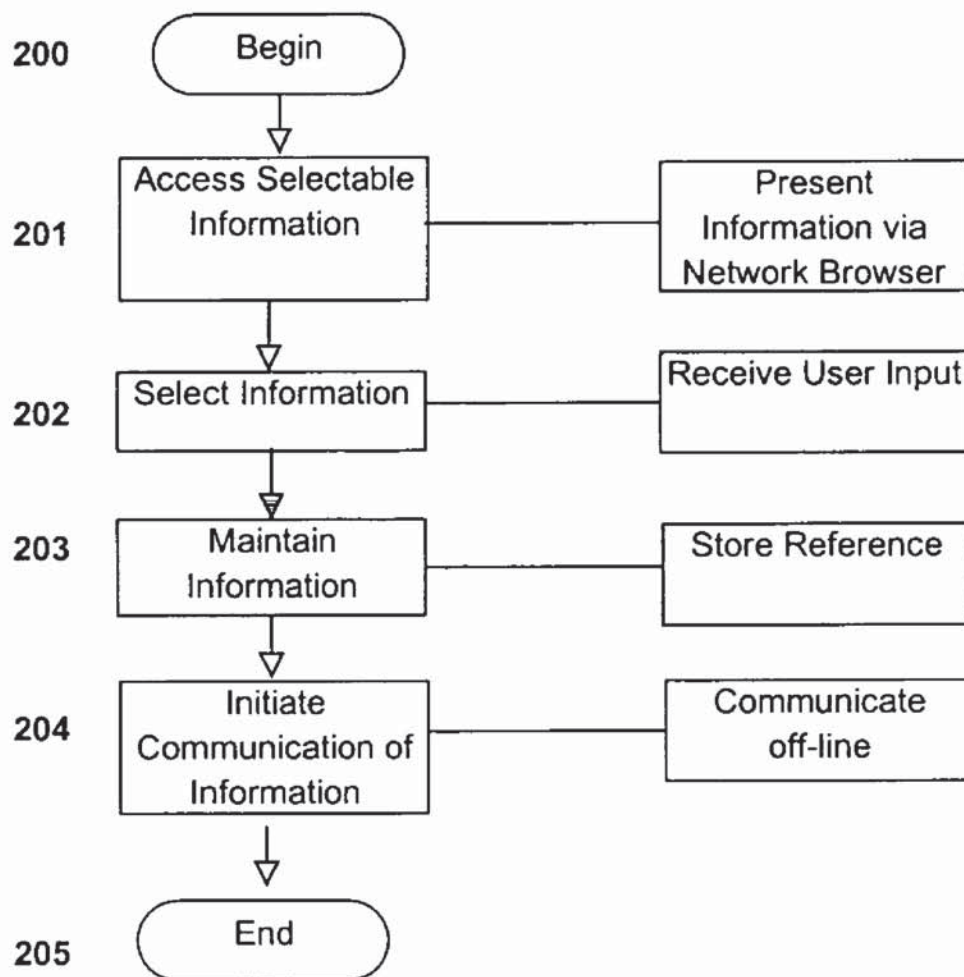 200
Begin
Access Selectable
Information
201
Present
Information via
Network Browser
202
Select Information
Receive User Input
203
Maintain
Information
Store Reference
204
Initiate
Communication of
Information
Communicate
off-line
205
End